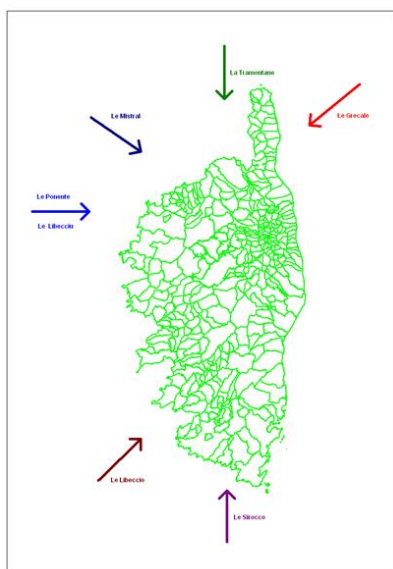 La Tramontane
Le Mistral
Le Grecale
Le Ponente
Le Libecciu
Le Libeccio
Le Sirocco